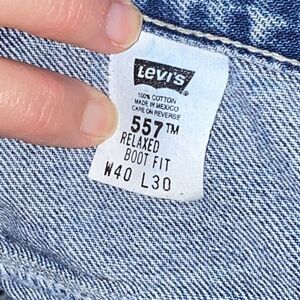 Levi's
100% COTTON
MADE IN MEXICO
CARE ON REVERSE
557™
RELAXED
BOOT FIT
W40 L30